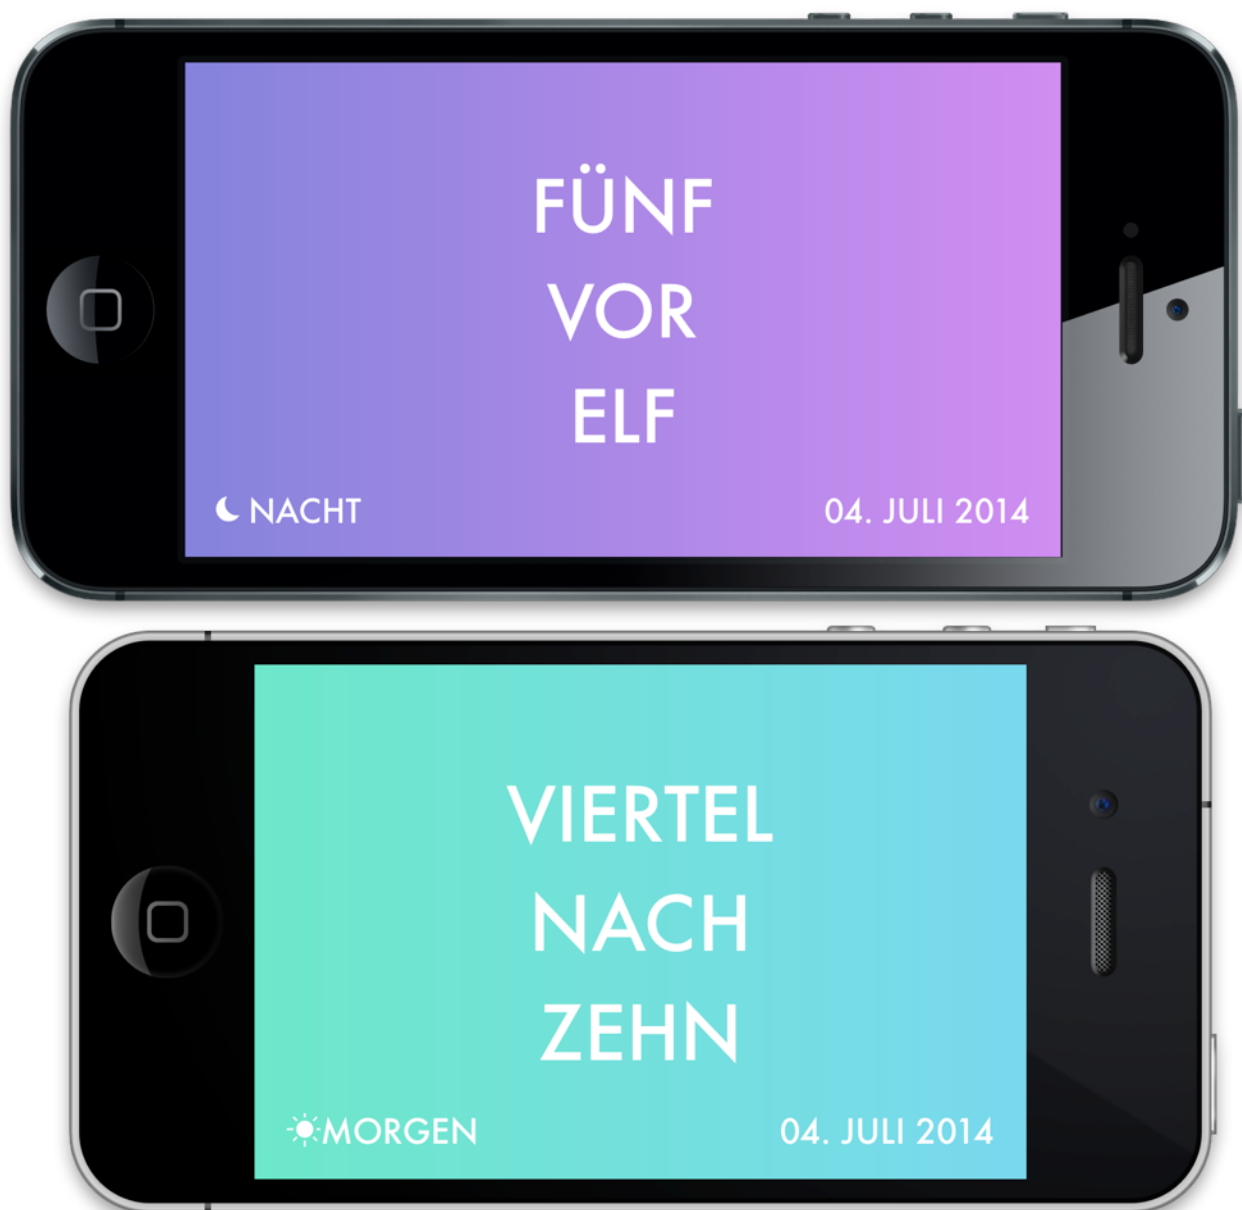 FÜNF
VOR
ELF
NACHT
04. JULI 2014
VIERTEL
NACH
ZEHN
MORGEN
04. JULI 2014